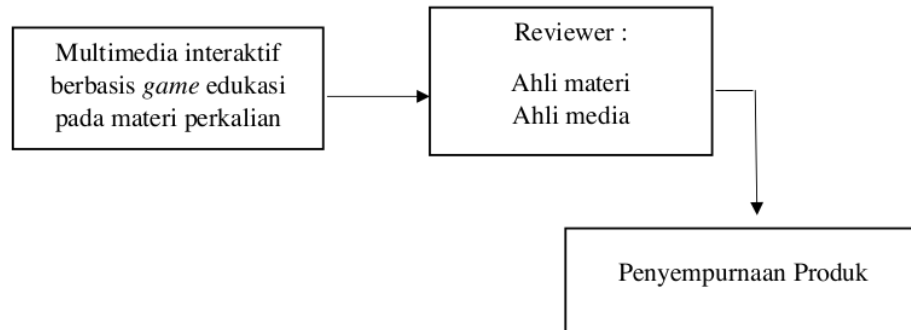 Multimedia interaktif
berbasis game edukasi
pada materi perkalian
Reviewer :
Ahli materi
Ahli media
Penyempurnaan Produk